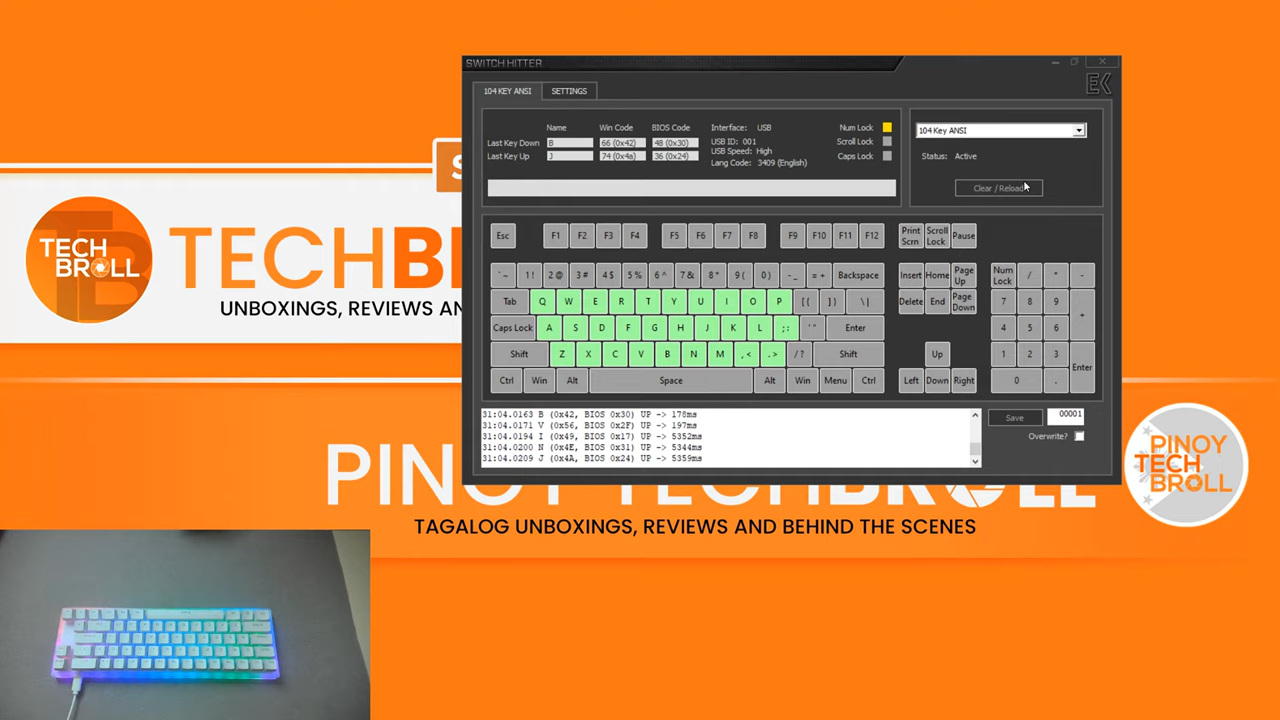 SWITCH HITTER
104 KEY ANSI
SETTINGS
EK
Name Win Code BIOS Code
Last Key Down B 66 (0x42) 48 (0x30)
Last Key Up J 74 (0x4a) 36 (0x24)
Interface: USB
USB ID: 001
USB Speed: High
Lang Code: 3409 (English)
Num Lock
Scroll Lock
Caps Lock
104 Key ANSI
Status: Active
Clear / Reload
Esc F1 F2 F3 F4 F5 F6 F7 F8 F9 F10 F11 F12 Print Scrn Scroll Lock Pause
` ~ 1 ! 2 @ 3 # 4 $ 5 % 6 ^ 7 & 8 * 9 ( 0 ) - _ = + Backspace Insert Home Page Up Num Lock / * -
Tab Q W E R T Y U I O P [ { ] } \ | Delete End Page Down 7 8 9 +
Caps Lock A S D F G H J K L ; : ' " Enter 4 5 6
Shift Z X C V B N M , < . > / ? Shift Up 1 2 3 Enter
Ctrl Win Alt Space Alt Win Menu Ctrl Left Down Right 0 .
31:04.0163 B (0x42, BIOS 0x30) UP -> 178ms
31:04.0171 V (0x56, BIOS 0x2F) UP -> 197ms
31:04.0194 I (0x49, BIOS 0x17) UP -> 5352ms
31:04.0200 N (0x4E, BIOS 0x31) UP -> 5344ms
31:04.0209 J (0x4A, BIOS 0x24) UP -> 5359ms
Save 00001
Overwrite?
S
TECH
BROLL
TECHB
UNBOXINGS, REVIEWS AN
PINOY TECHBROLL
TAGALOG UNBOXINGS, REVIEWS AND BEHIND THE SCENES
PINOY
TECH
BROLL